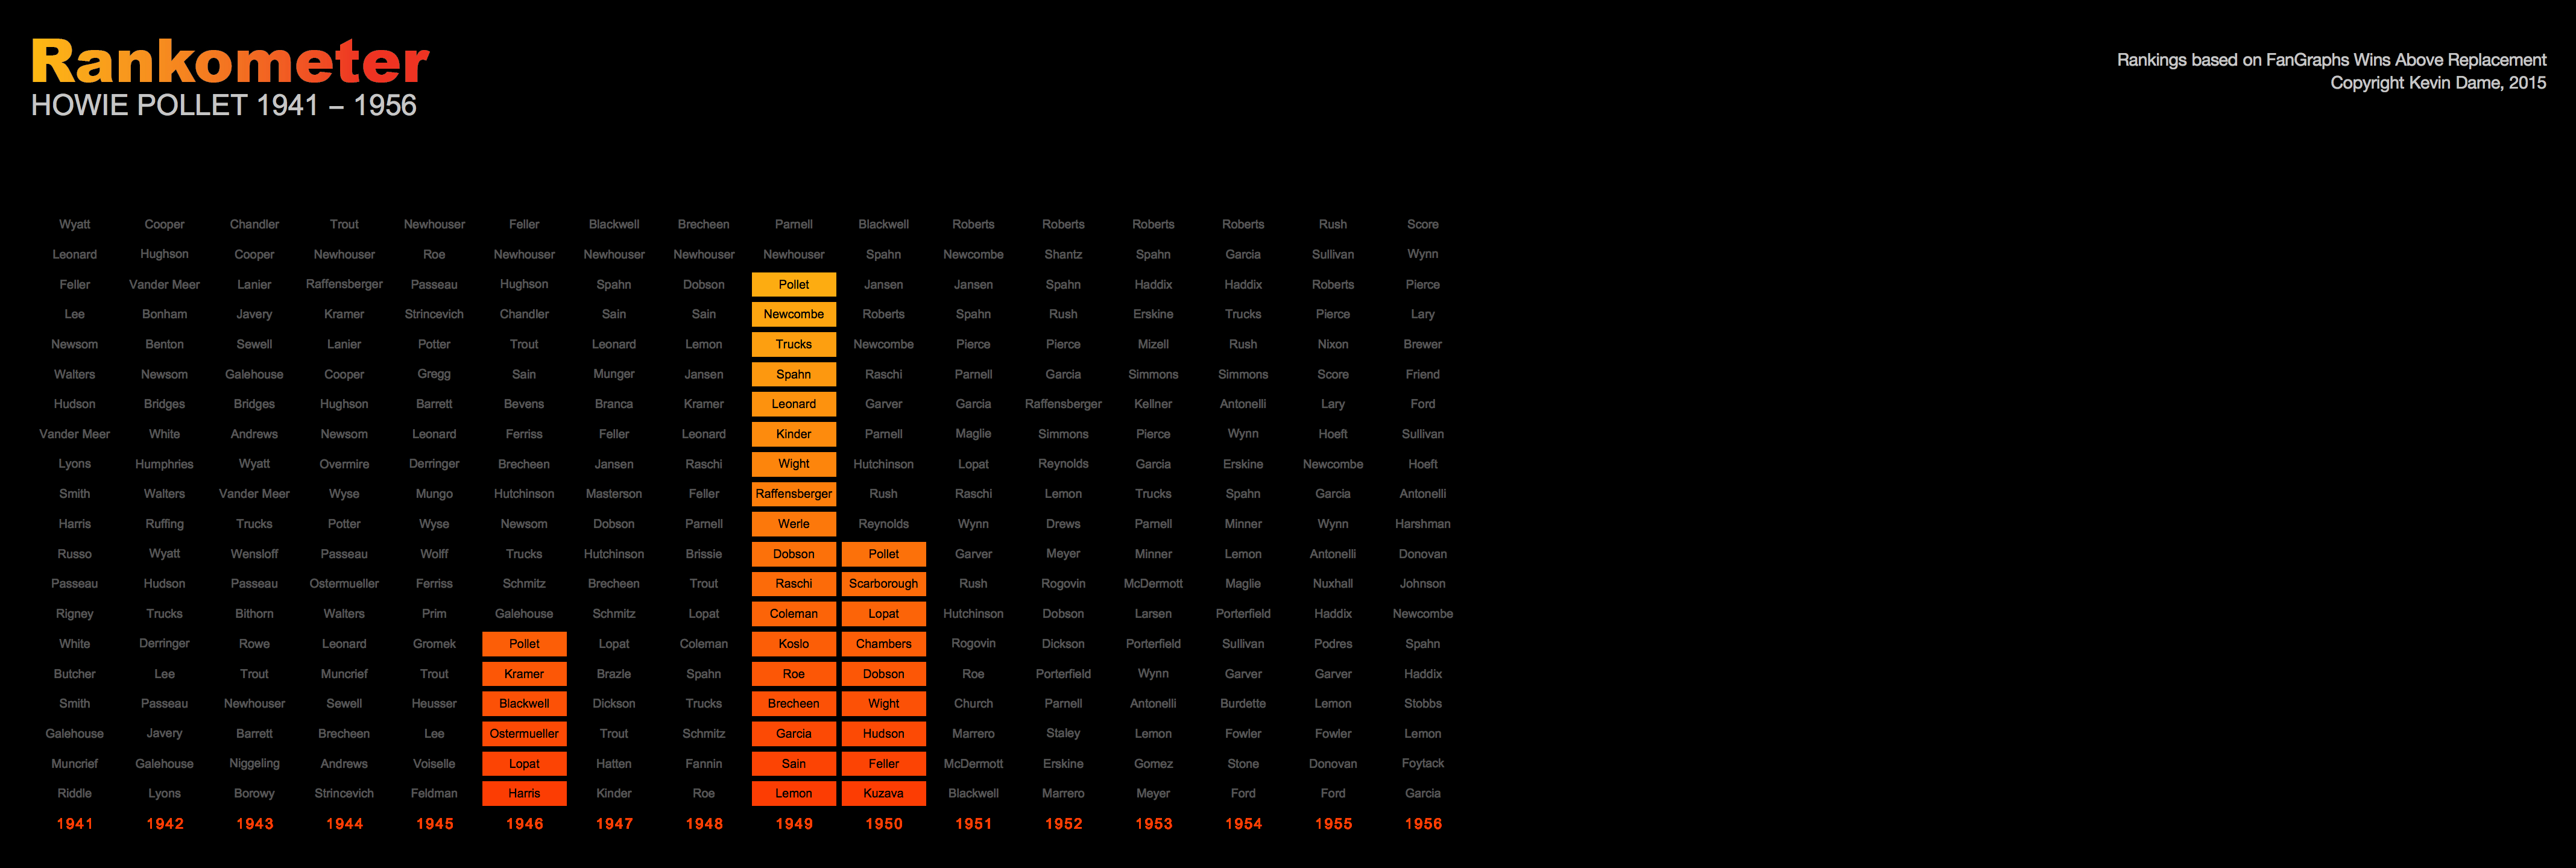 Rankometer
HOWIE POLLET 1941 – 1956
Rankings based on FanGraphs Wins Above Replacement
Copyright Kevin Dame, 2015
Wyatt Cooper Chandler Trout Newhouser Feller Blackwell Brecheen Parnell Blackwell Roberts Roberts Roberts Roberts Rush Score
Leonard Hughson Cooper Newhouser Roe Newhouser Newhouser Newhouser Newhouser Spahn Newcombe Shantz Spahn Garcia Sullivan Wynn
Feller Vander Meer Lanier Raffensberger Passeau Hughson Spahn Dobson Pollet Jansen Jansen Spahn Haddix Haddix Roberts Pierce
Lee Bonham Javery Kramer Strincevich Chandler Sain Sain Newcombe Roberts Spahn Rush Erskine Trucks Pierce Lary
Newsom Benton Sewell Lanier Potter Trout Leonard Lemon Trucks Newcombe Pierce Pierce Mizell Rush Nixon Brewer
Walters Newsom Galehouse Cooper Gregg Sain Munger Jansen Spahn Raschi Parnell Garcia Simmons Simmons Score Friend
Hudson Bridges Bridges Hughson Barrett Bevens Branca Kramer Leonard Garver Garcia Raffensberger Kellner Antonelli Lary Ford
Vander Meer White Andrews Newsom Leonard Ferriss Feller Leonard Kinder Parnell Maglie Simmons Pierce Wynn Hoeft Sullivan
Lyons Humphries Wyatt Overmire Derringer Brecheen Jansen Raschi Wight Hutchinson Lopat Reynolds Garcia Erskine Newcombe Hoeft
Smith Walters Vander Meer Wyse Mungo Hutchinson Masterson Feller Raffensberger Rush Raschi Lemon Trucks Spahn Garcia Antonelli
Harris Ruffing Trucks Potter Wyse Newsom Dobson Parnell Werle Reynolds Wynn Drews Parnell Minner Wynn Harshman
Russo Wyatt Wensloff Passeau Wolff Trucks Hutchinson Brissie Dobson Pollet Garver Meyer Minner Lemon Antonelli Donovan
Passeau Hudson Passeau Ostermueller Ferriss Schmitz Brecheen Trout Raschi Scarborough Rush Rogovin McDermott Maglie Nuxhall Johnson
Rigney Trucks Bithorn Walters Prim Galehouse Schmitz Lopat Coleman Lopat Hutchinson Dobson Larsen Porterfield Haddix Newcombe
White Derringer Rowe Leonard Gromek Pollet Lopat Coleman Koslo Chambers Rogovin Dickson Porterfield Sullivan Podres Spahn
Butcher Lee Trout Muncrief Trout Kramer Brazle Spahn Roe Dobson Roe Porterfield Wynn Garver Garver Haddix
Smith Passeau Newhouser Sewell Heusser Blackwell Dickson Trucks Brecheen Wight Church Parnell Antonelli Burdette Lemon Stobbs
Galehouse Javery Barrett Brecheen Lee Ostermueller Trout Schmitz Garcia Hudson Marrero Staley Lemon Fowler Fowler Lemon
Muncrief Galehouse Niggeling Andrews Voiselle Lopat Hatten Fannin Sain Feller McDermott Erskine Gomez Stone Donovan Foytack
Riddle Lyons Borowy Strincevich Feldman Harris Kinder Roe Lemon Kuzava Blackwell Marrero Meyer Ford Ford Garcia
1941 1942 1943 1944 1945 1946 1947 1948 1949 1950 1951 1952 1953 1954 1955 1956